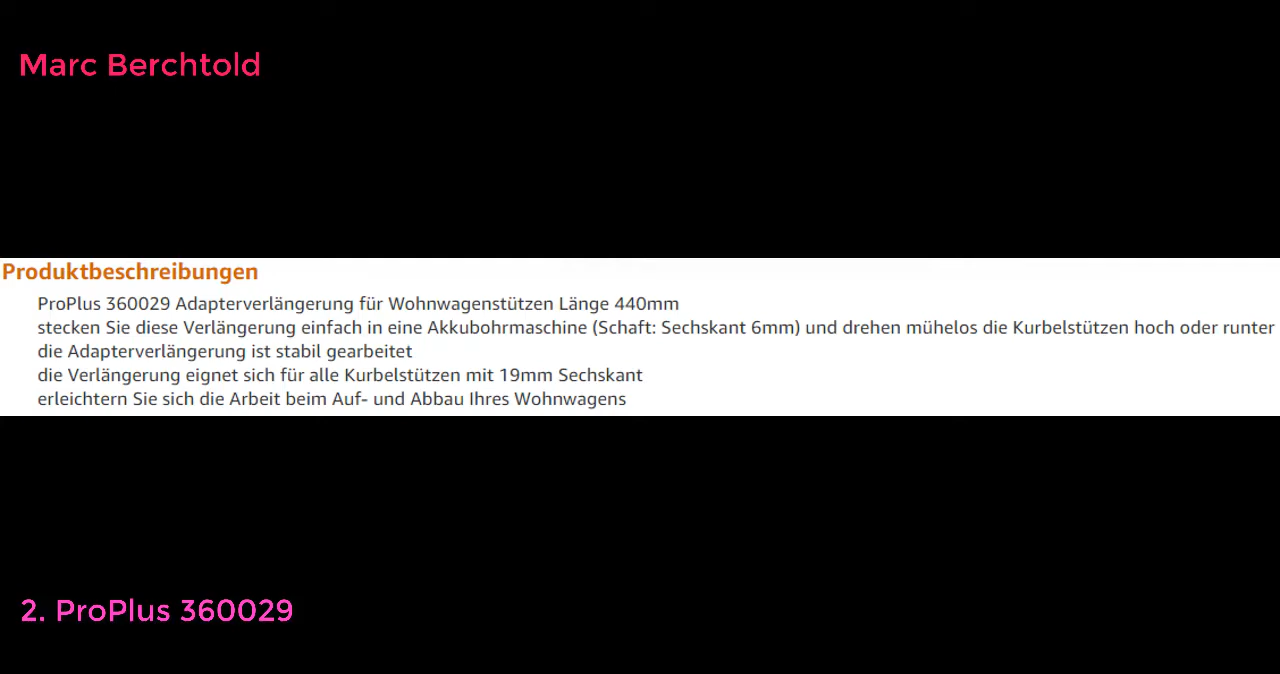 Marc Berchtold
Produktbeschreibungen
ProPlus 360029 Adapterverlängerung für Wohnwagenstützen Länge 440mm
stecken Sie diese Verlängerung einfach in eine Akkubohrmaschine (Schaft: Sechskant 6mm) und drehen mühelos die Kurbelstützen hoch oder runter
die Adapterverlängerung ist stabil gearbeitet
die Verlängerung eignet sich für alle Kurbelstützen mit 19mm Sechskant
erleichtern Sie sich die Arbeit beim Auf- und Abbau Ihres Wohnwagens
2. ProPlus 360029